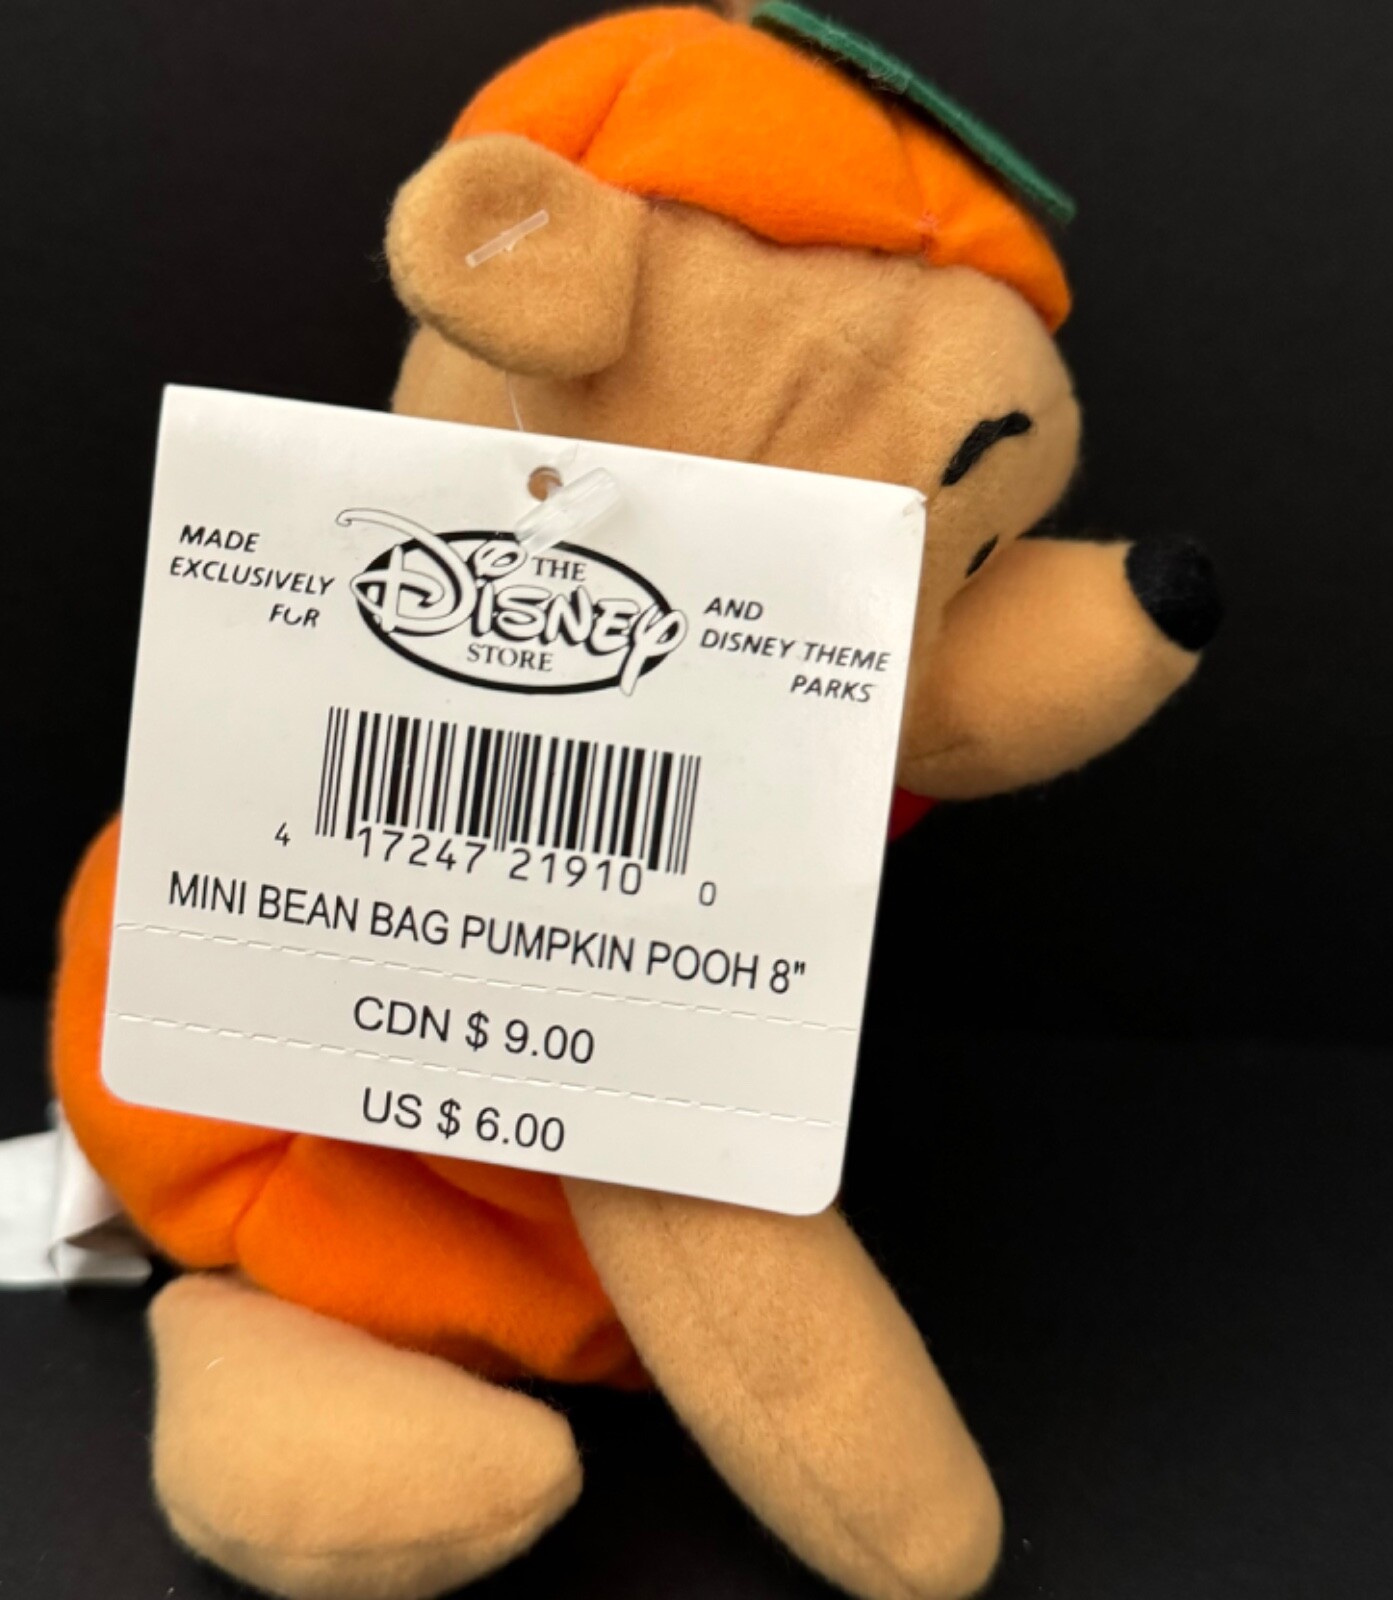 MADE
EXCLUSIVELY
FOR
THE
DISNEY
STORE
AND
DISNEY THEME
PARKS
4 17247 21910 0
MINI BEAN BAG PUMPKIN POOH 8"
CDN $ 9.00
US $ 6.00